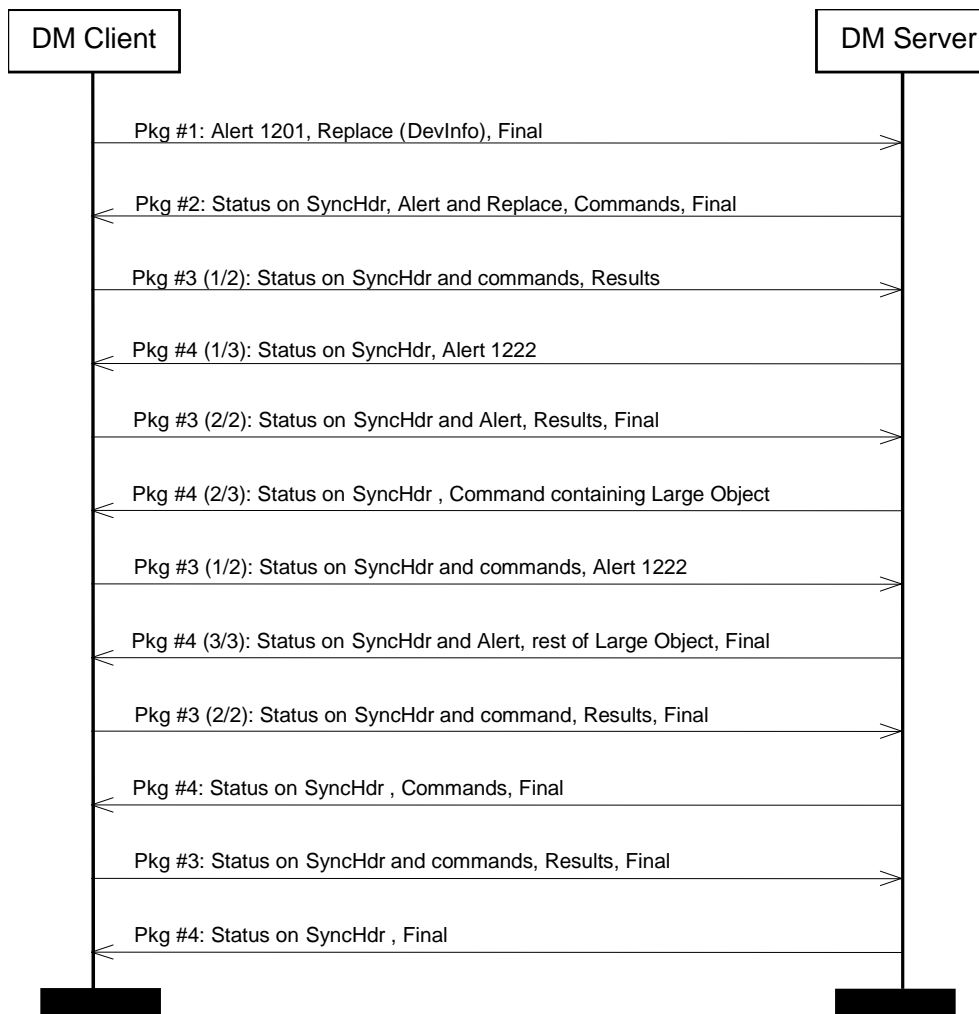 DM Client
DM Server
Pkg #1: Alert 1201, Replace (DevInfo), Final
Pkg #2: Status on SyncHdr, Alert and Replace, Commands, Final
Pkg #3 (1/2): Status on SyncHdr and commands, Results
Pkg #4 (1/3): Status on SyncHdr, Alert 1222
Pkg #3 (2/2): Status on SyncHdr and Alert, Results, Final
Pkg #4 (2/3): Status on SyncHdr , Command containing Large Object
Pkg #3 (1/2): Status on SyncHdr and commands, Alert 1222
Pkg #4 (3/3): Status on SyncHdr and Alert, rest of Large Object, Final
Pkg #3 (2/2): Status on SyncHdr and command, Results, Final
Pkg #4: Status on SyncHdr , Commands, Final
Pkg #3: Status on SyncHdr and commands, Results, Final
Pkg #4: Status on SyncHdr , Final